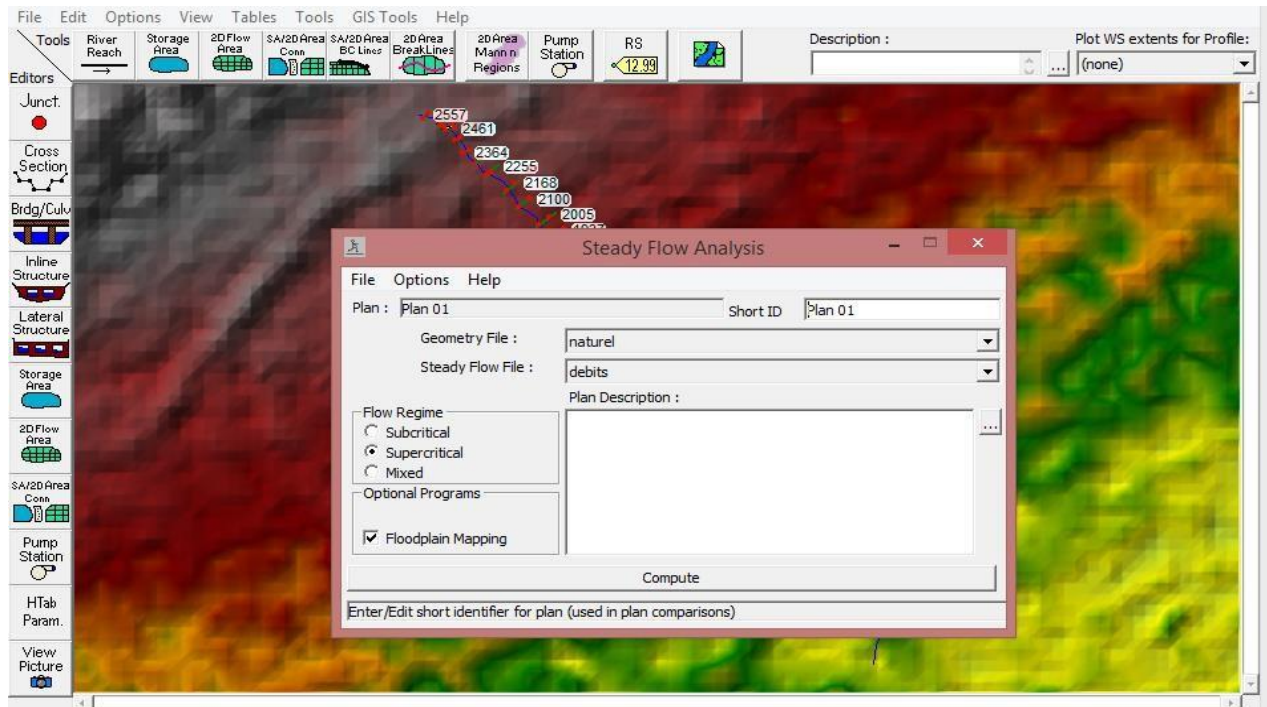 File Edit Options View Tables Tools GIS Tools Help
Tools
Editors
River
Reach
Storage
Area
2D Flow
Area
SA/2D Area
Conn
SA/2D Area
BC Lines
2D Area
BreakLines
2D Area
Mann n
Regions
Pump
Station
RS
12.99
Description :
...
Plot WS extents for Profile:
(none)
Junct.
Cross
Section
Brdg/Culv
Inline
Structure
Lateral
Structure
Storage
Area
2D Flow
Area
SA/2D Area
Conn
Pump
Station
HTab
Param.
View
Picture
2557
2461
2364
2255
2168
2100
2005
Steady Flow Analysis
File Options Help
Plan : Plan 01
Short ID Plan 01
Geometry File : naturel
Steady Flow File : debits
Plan Description :
...
Flow Regime
Subcritical
Supercritical
Mixed
Optional Programs
Floodplain Mapping
Compute
Enter/Edit short identifier for plan (used in plan comparisons)